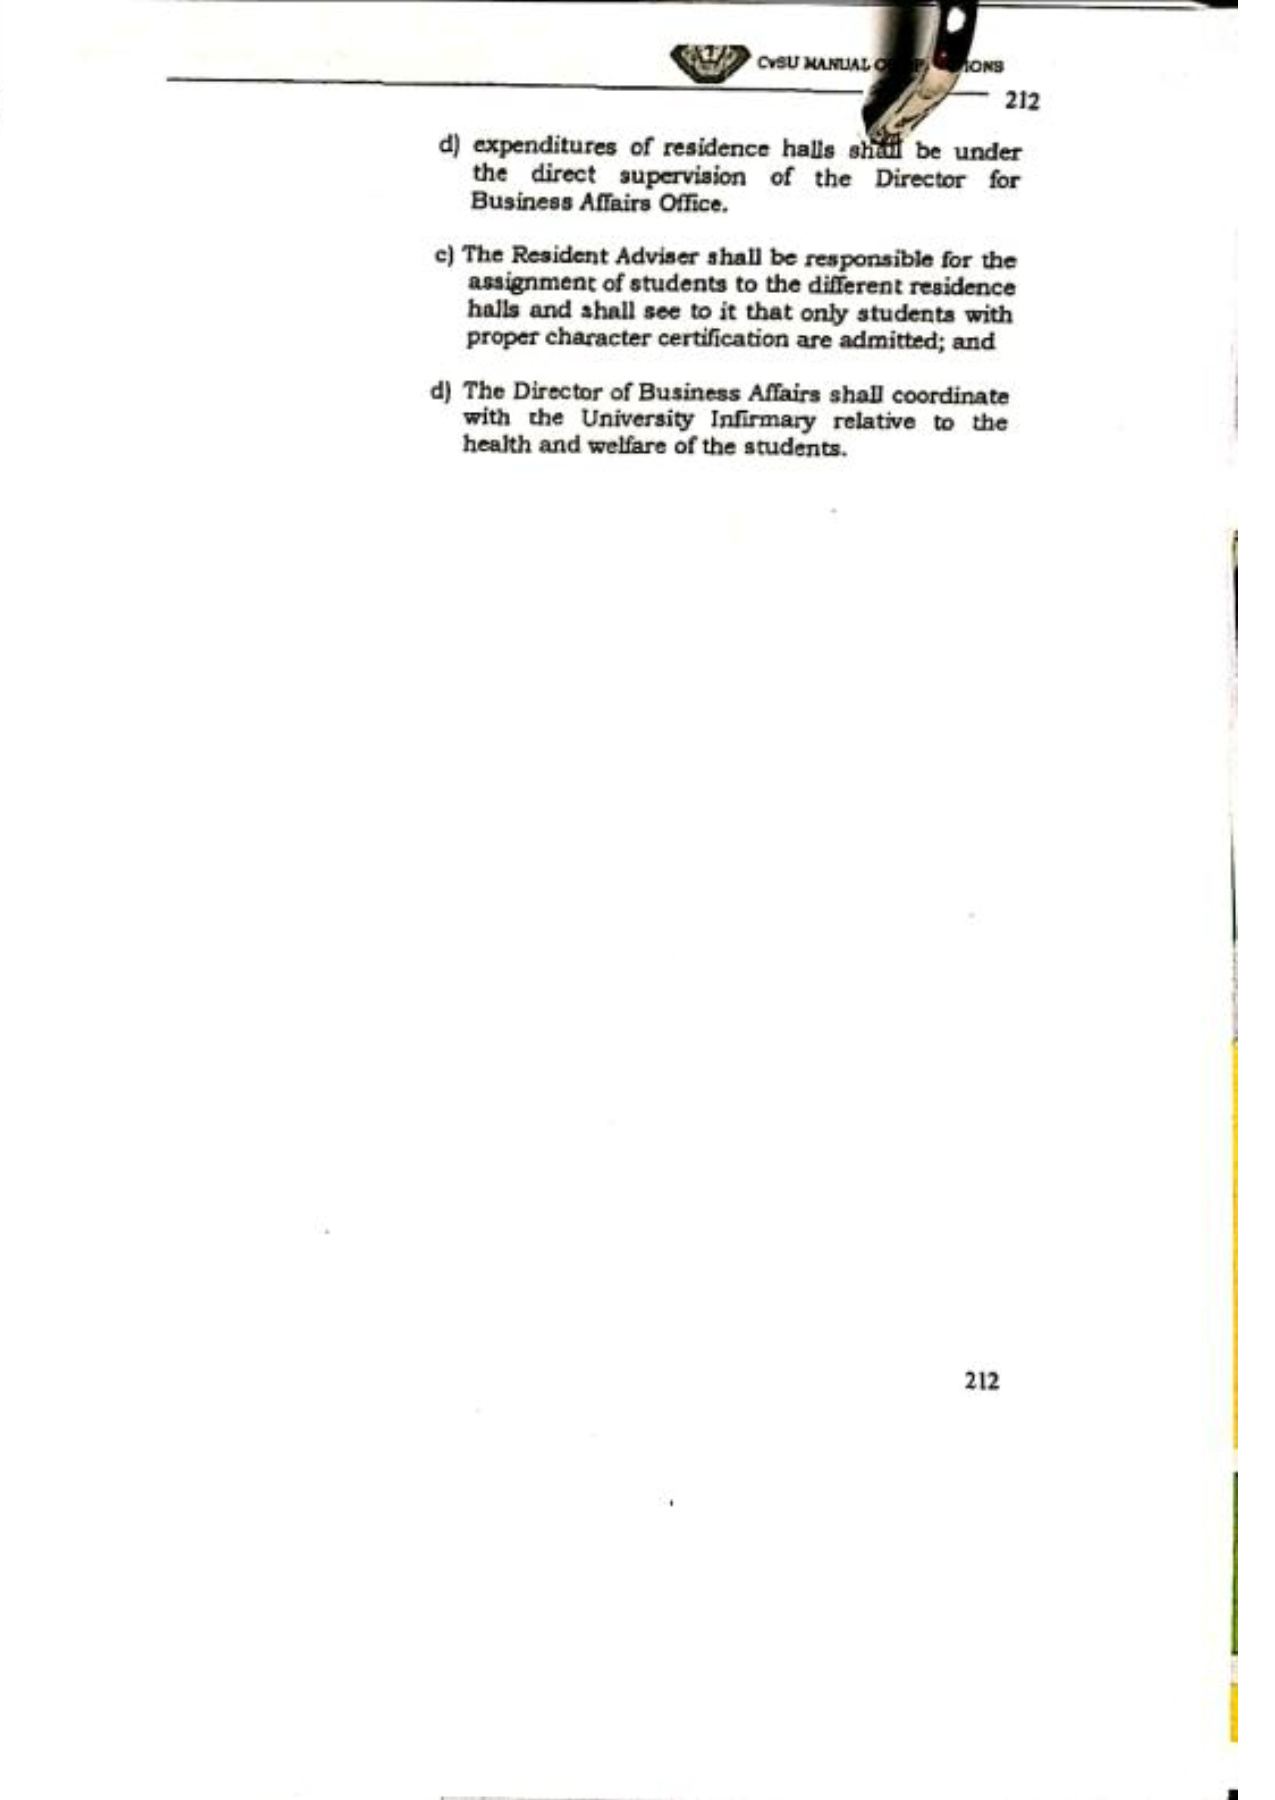 CvSU MANUAL IONS
212
d) expenditures of residence halls shall be under
the direct supervision of the Director for
Business Affairs Office.
c) The Resident Adviser shall be responsible for the
assignment of students to the different residence
halls and shall see to it that only students with
proper character certification are admitted; and
d) The Director of Business Affairs shall coordinate
with the University Infirmary relative to the
health and welfare of the students.
212